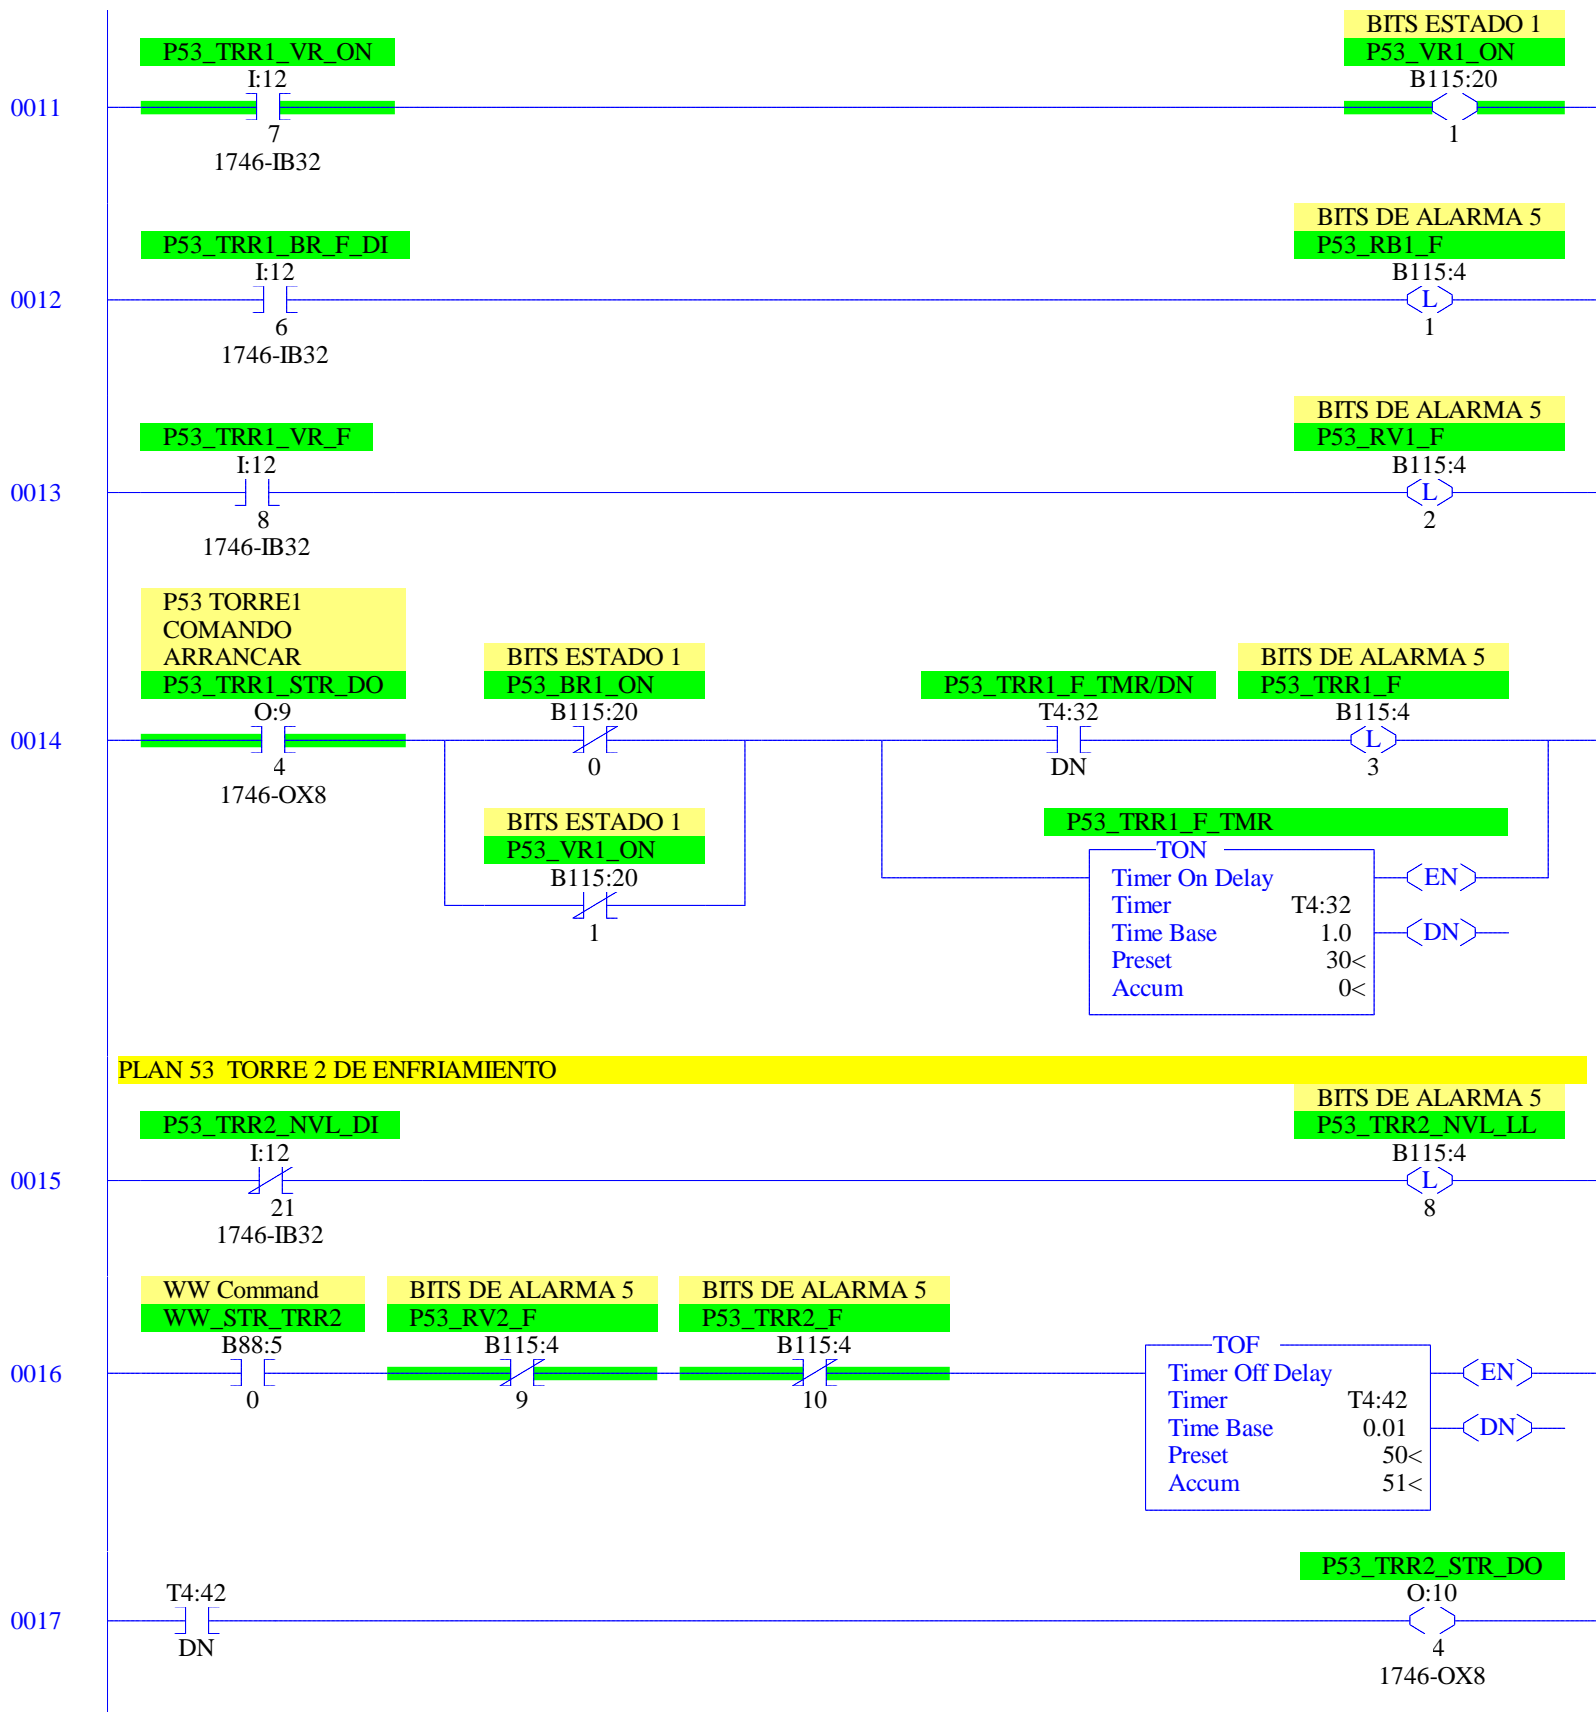 P53_TRR1_VR_ON
I:12
0011
7
1746-IB32
BITS ESTADO 1
P53_VR1_ON
B115:20
1
P53_TRR1_BR_F_DI
I:12
0012
6
1746-IB32
BITS DE ALARMA 5
P53_RB1_F
B115:4
L
1
P53_TRR1_VR_F
I:12
0013
8
1746-IB32
BITS DE ALARMA 5
P53_RV1_F
B115:4
L
2
P53 TORRE1
COMANDO
ARRANCAR
P53_TRR1_STR_DO
O:9
0014
4
1746-OX8
BITS ESTADO 1
P53_BR1_ON
B115:20
0
BITS ESTADO 1
P53_VR1_ON
B115:20
1
P53_TRR1_F_TMR/DN
T4:32
DN
BITS DE ALARMA 5
P53_TRR1_F
B115:4
L
3
P53_TRR1_F_TMR
TON
Timer On Delay EN
Timer T4:32
Time Base 1.0 DN
Preset 30<
Accum 0<
PLAN 53 TORRE 2 DE ENFRIAMIENTO
P53_TRR2_NVL_DI
I:12
0015
21
1746-IB32
BITS DE ALARMA 5
P53_TRR2_NVL_LL
B115:4
L
8
WW Command
WW_STR_TRR2
B88:5
0016
0
BITS DE ALARMA 5
P53_RV2_F
B115:4
9
BITS DE ALARMA 5
P53_TRR2_F
B115:4
10
TOF
Timer Off Delay EN
Timer T4:42
Time Base 0.01 DN
Preset 50<
Accum 51<
T4:42
0017
DN
P53_TRR2_STR_DO
O:10
4
1746-OX8